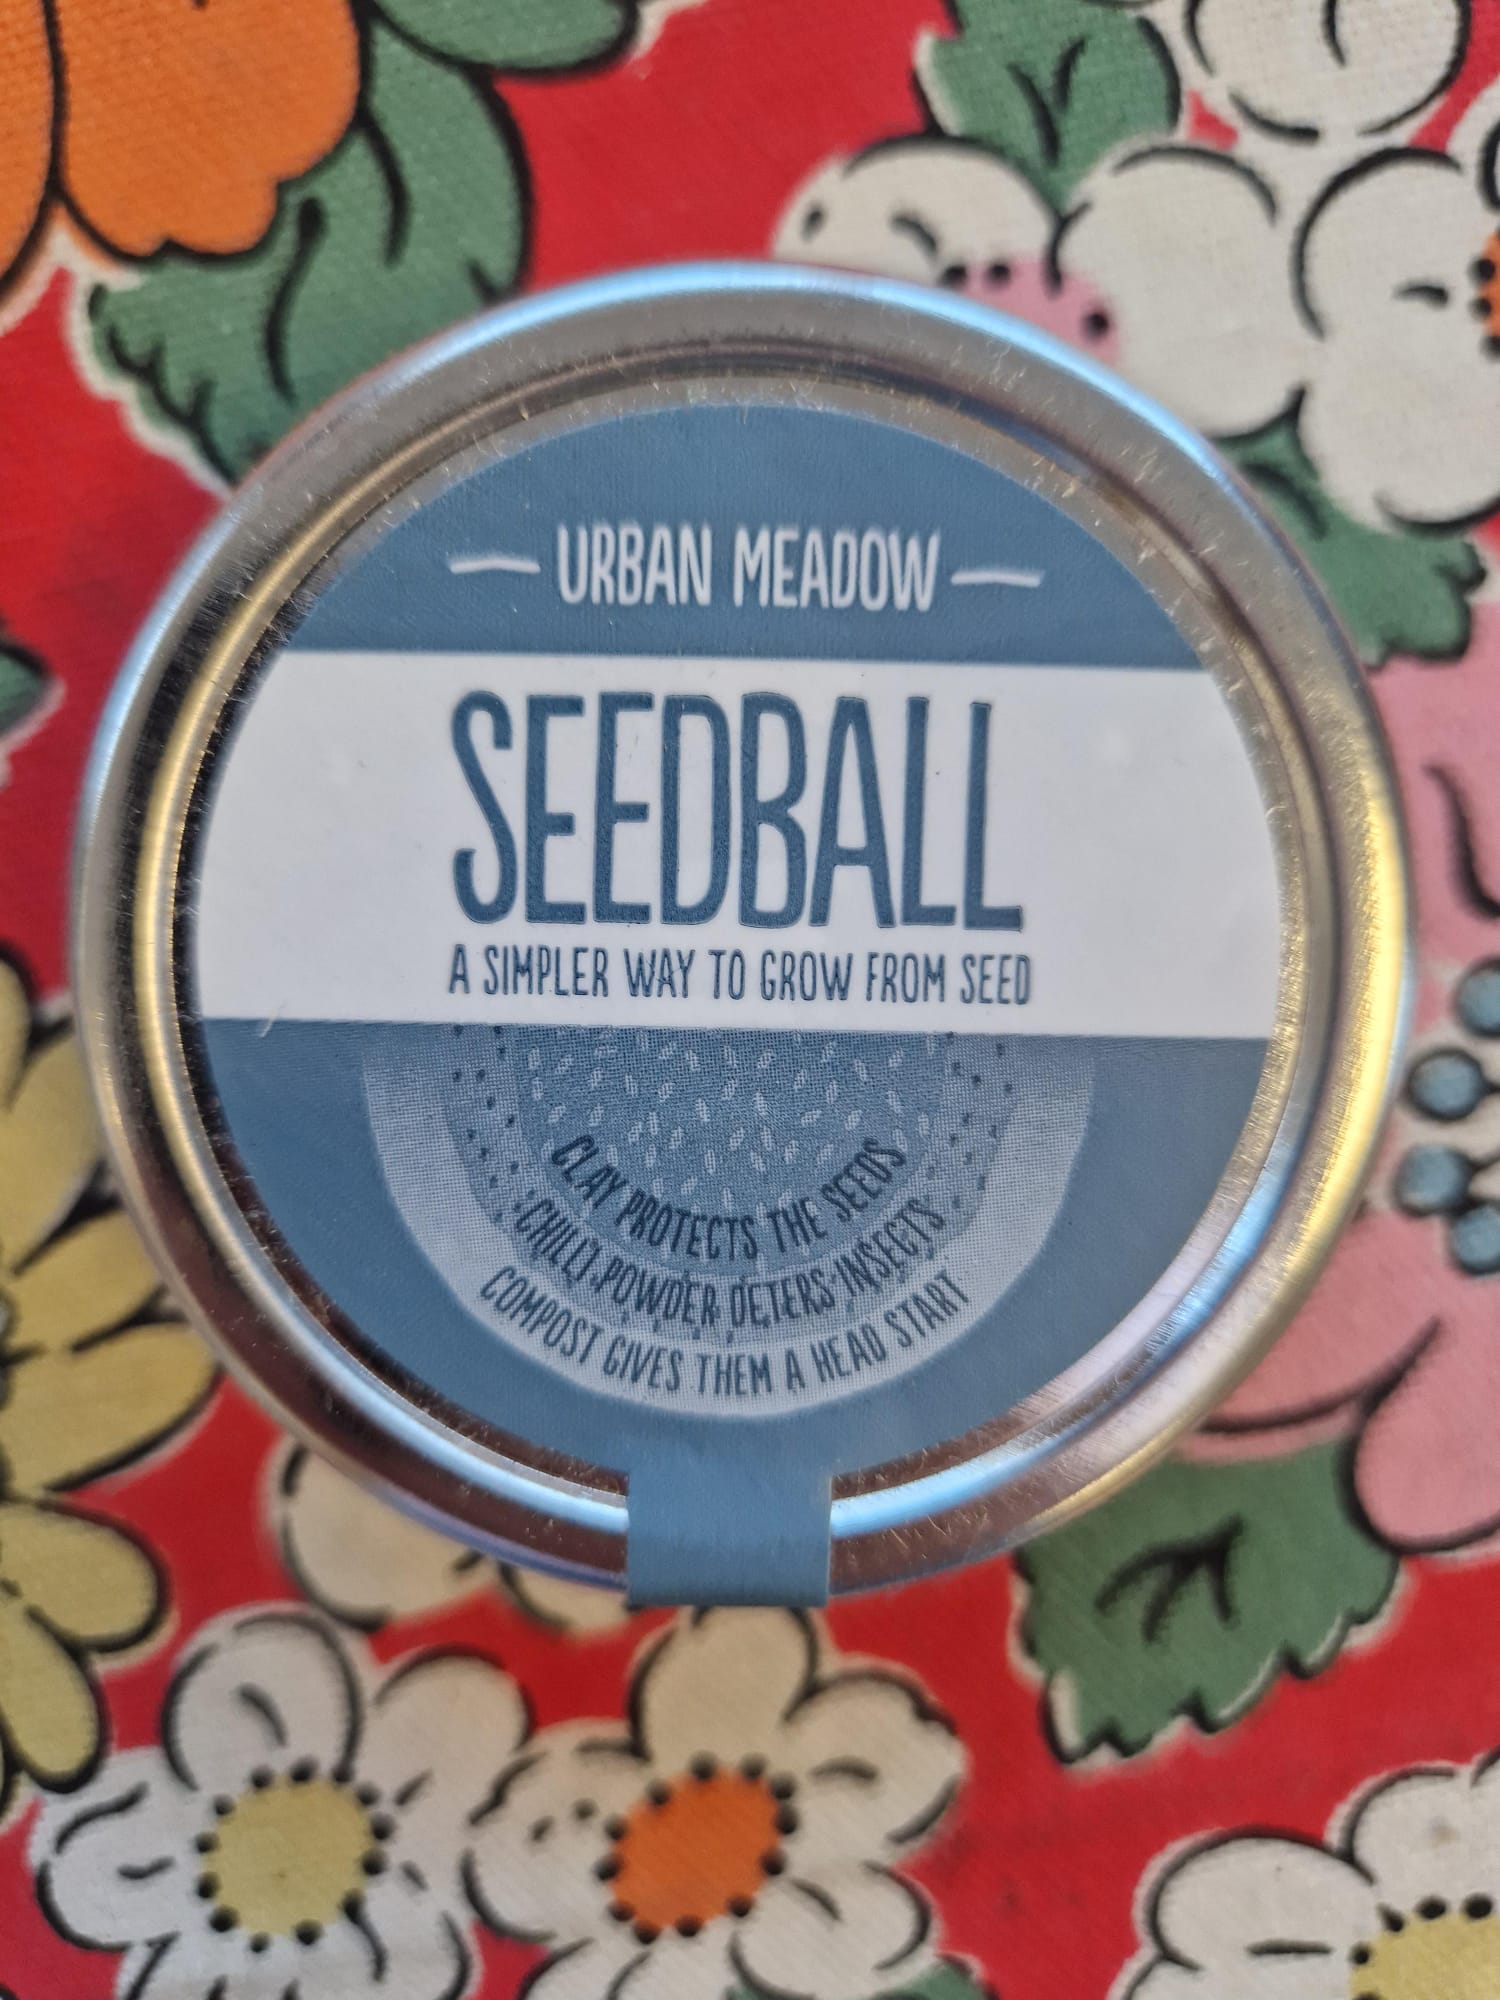 URBAN MEADOW
SEEDBALL
A SIMPLER WAY TO GROW FROM SEED
CLAY PROTECTS THE SEEDS
CHILLI POWDER DETERS INSECTS
COMPOST GIVES THEM A HEAD START